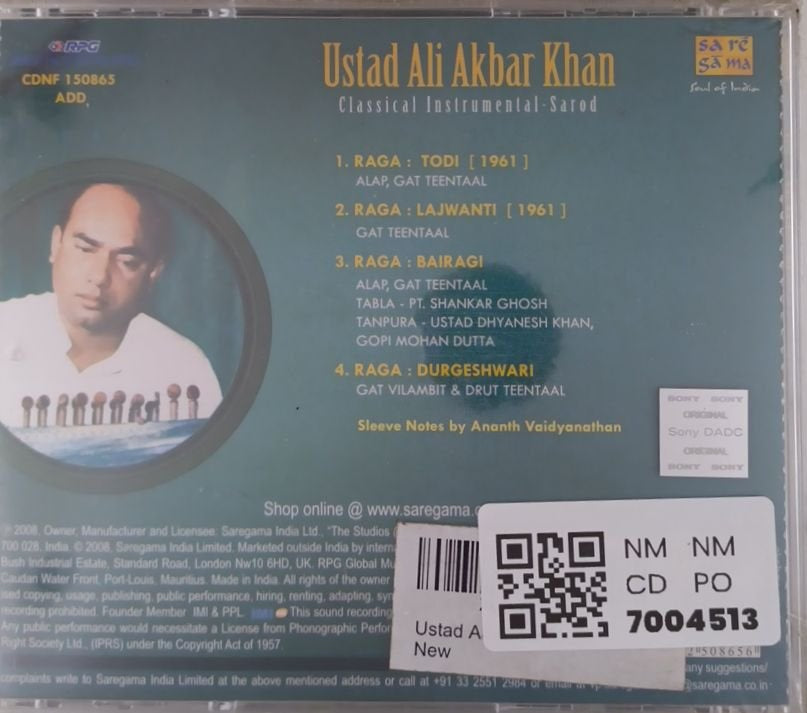 RPG
CDNF 150865
ADD,
Ustad Ali Akbar Khan
Classical Instrumental-Sarod
sa rē
gā ma
Soul of India
1. RAGA : TODI [ 1961 ]
ALAP, GAT TEENTAAL
2. RAGA : LAJWANTI [ 1961 ]
GAT TEENTAAL
3. RAGA : BAIRAGI
ALAP, GAT TEENTAAL
TABLA - PT. SHANKAR GHOSH
TANPURA - USTAD DHYANESH KHAN,
GOPI MOHAN DUTTA
4. RAGA : DURGESHWARI
GAT VILAMBIT & DRUT TEENTAAL
Sleeve Notes by Ananth Vaidyanathan
SONY SONY
ORIGINAL
Sony DADC
ORIGINAL
SONY SONY
Shop online @ www.saregama.
℗ 2008, Owner, Manufacturer and Licensee: Saregama India Ltd., "The Studios
700 028, India. © 2008, Saregama India Limited. Marketed outside India by
Bush Industrial Estate, Standard Road, London Nw10 6HD, UK. RPG Global
Caudan Water Front, Port-Louis, Mauritius. Made in India. All rights of the owner
sed copying, usage, publishing, public performance, hiring, renting, adapting,
recording prohibited. Founder Member IMI & PPL. This sound recording
Any public performance would necessitate a License from Phonographic
Right Society Ltd., (IPRS) under the Copyright Act of 1957.
Ustad
New
NM NM
CD PO
7004513
any suggestions/
complaints write to Saregama India Limited at the above mentioned address or call at +91 33 2551 2984 or email at @saregama.co.in